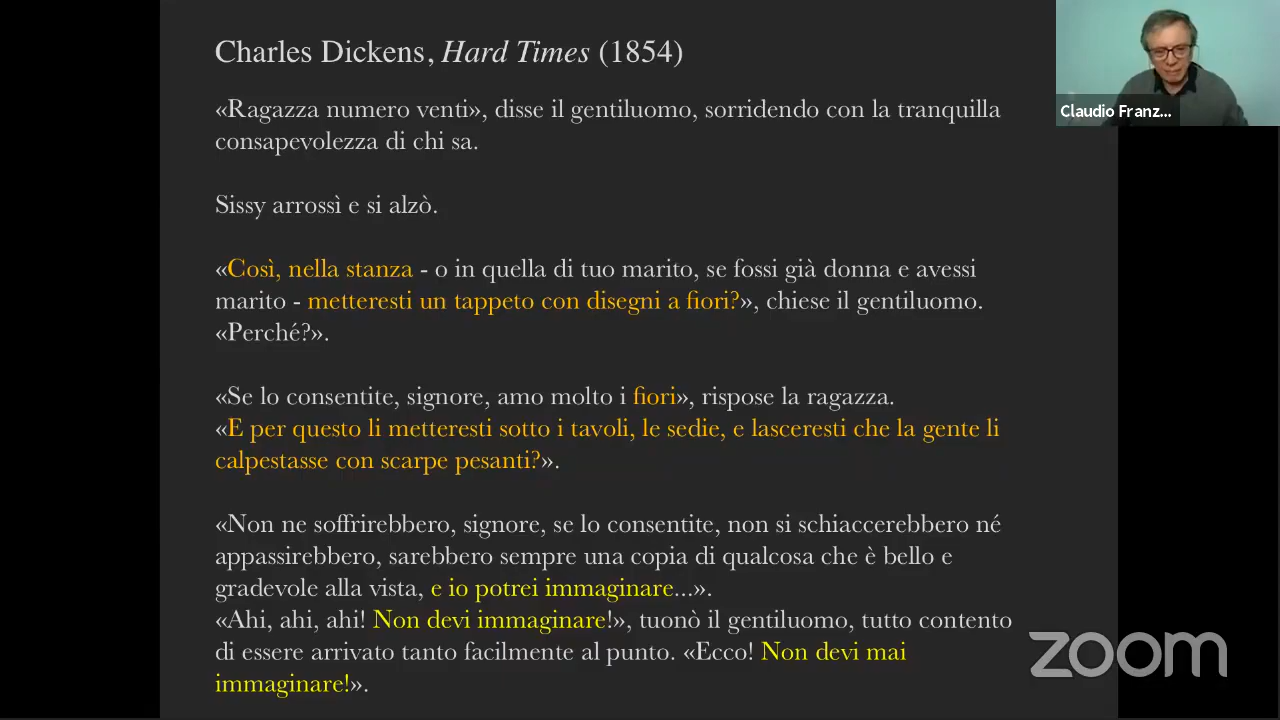 Charles Dickens, Hard Times (1854)
«Ragazza numero venti», disse il gentiluomo, sorridendo con la tranquilla
consapevolezza di chi sa.
Sissy arrossì e si alzò.
«Così, nella stanza - o in quella di tuo marito, se fossi già donna e avessi
marito - metteresti un tappeto con disegni a fiori?», chiese il gentiluomo.
«Perché?».
«Se lo consentite, signore, amo molto i fiori», rispose la ragazza.
«E per questo li metteresti sotto i tavoli, le sedie, e lasceresti che la gente li
calpestasse con scarpe pesanti?».
«Non ne soffrirebbero, signore, se lo consentite, non si schiaccerebbero né
appassirebbero, sarebbero sempre una copia di qualcosa che è bello e
gradevole alla vista, e io potrei immaginare...».
«Ahi, ahi, ahi! Non devi immaginare!», tuonò il gentiluomo, tutto contento
di essere arrivato tanto facilmente al punto. «Ecco! Non devi mai
immaginare!».
Claudio Franz...
zoom